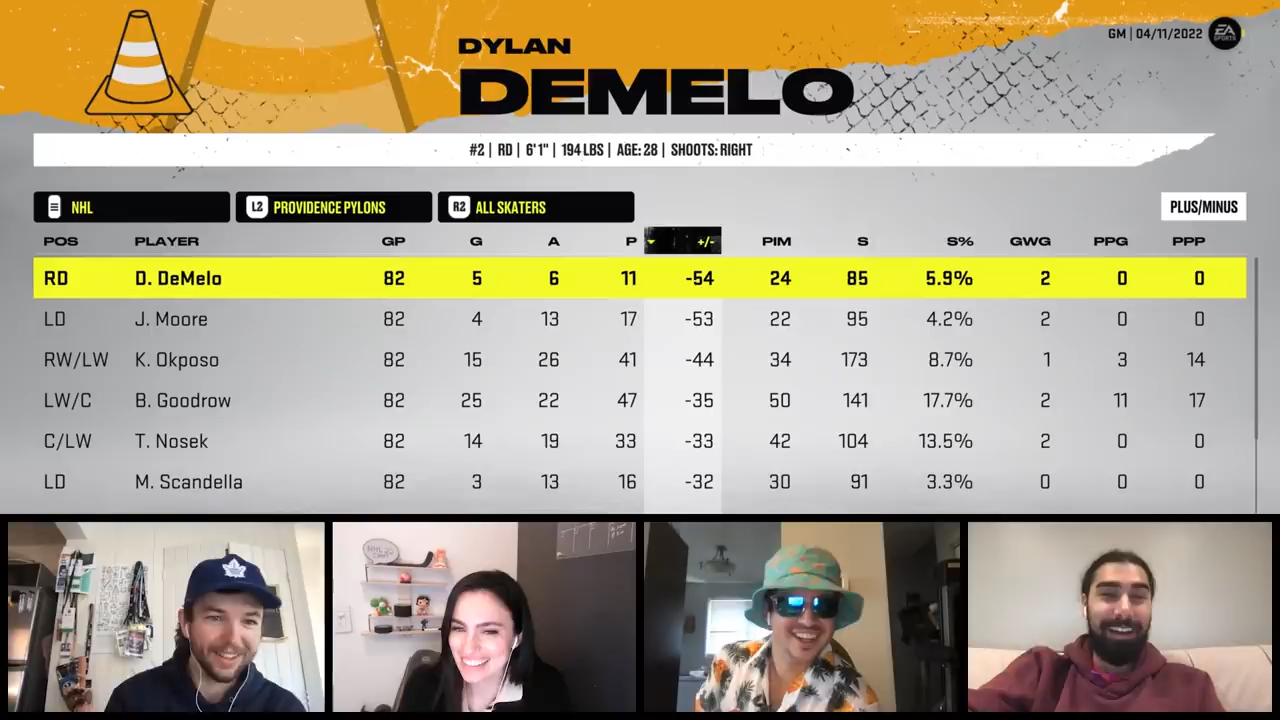 DYLAN
DEMELO
GM | 04/11/2022
EA
SPORTS
#2 | RD | 6'1" | 194 LBS | AGE: 28 | SHOOTS: RIGHT
NHL
L2 PROVIDENCE PYLONS
R2 ALL SKATERS
PLUS/MINUS
POS PLAYER GP G A P +/- PIM S S% GWG PPG PPP
RD D. DeMelo 82 5 6 11 -54 24 85 5.9% 2 0 0
LD J. Moore 82 4 13 17 -53 22 95 4.2% 2 0 0
RW/LW K. Okposo 82 15 26 41 -44 34 173 8.7% 1 3 14
LW/C B. Goodrow 82 25 22 47 -35 50 141 17.7% 2 11 17
C/LW T. Nosek 82 14 19 33 -33 42 104 13.5% 2 0 0
LD M. Scandella 82 3 13 16 -32 30 91 3.3% 0 0 0